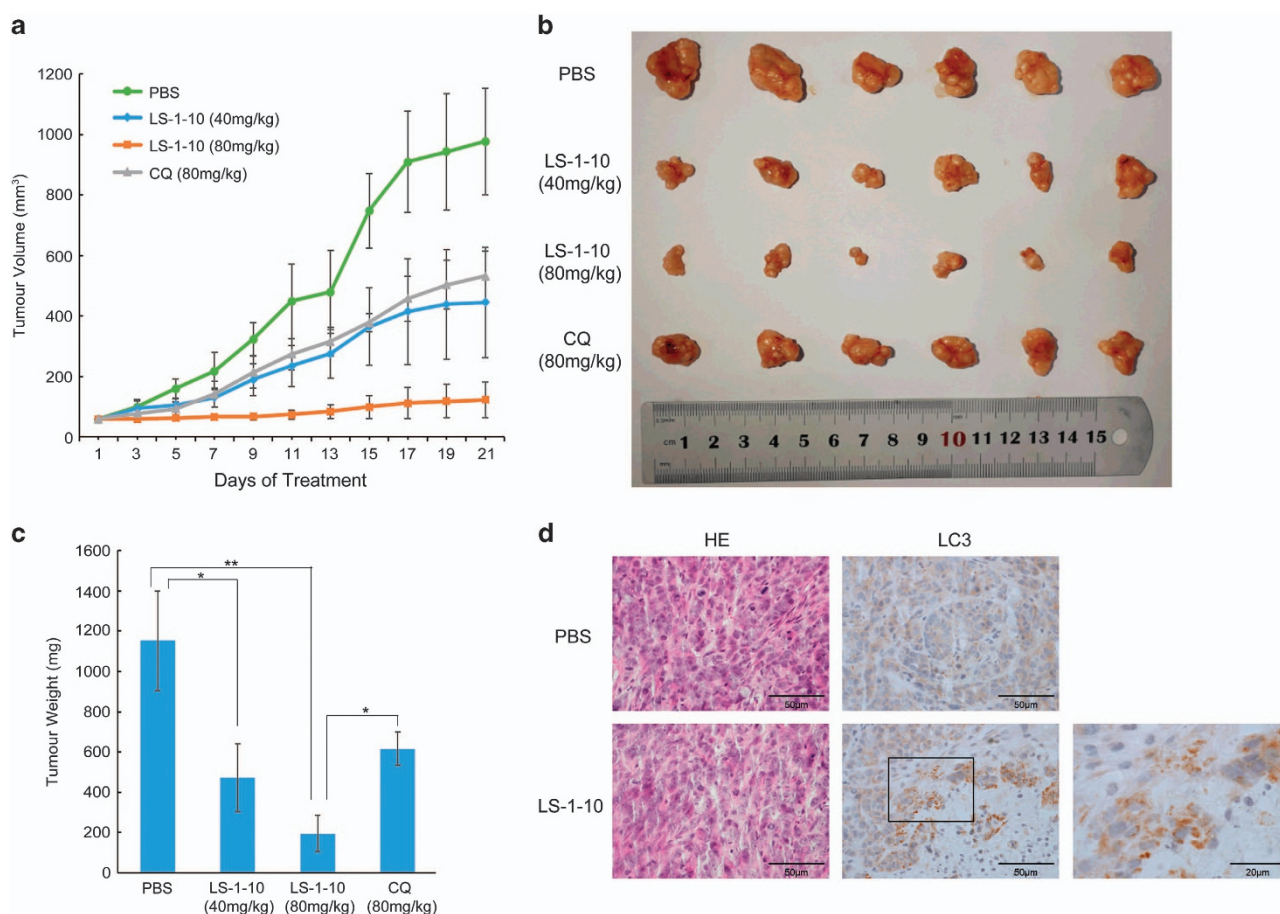 a
1200
1000
800
600
400
200
0
Tumour Volume (mm³)
PBS
LS-1-10 (40mg/kg)
LS-1-10 (80mg/kg)
CQ (80mg/kg)
1 3 5 7 9 11 13 15 17 19 21
Days of Treatment
b
PBS
LS-1-10
(40mg/kg)
LS-1-10
(80mg/kg)
CQ
(80mg/kg)
cm 1 2 3 4 5 6 7 8 9 10 11 12 13 14 15
mm
c
1600
1400
1200
1000
800
600
400
200
0
Tumour Weight (mg)
*
**
*
PBS
LS-1-10
(40mg/kg)
LS-1-10
(80mg/kg)
CQ
(80mg/kg)
d
HE
LC3
PBS
50μm
50μm
LS-1-10
50μm
50μm
20μm